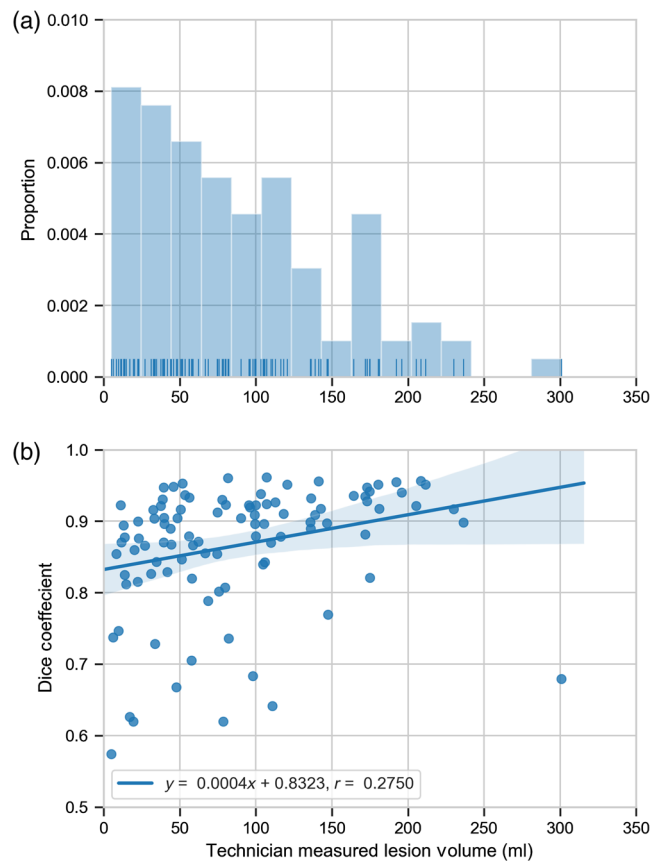 (a)
0.010
0.008
0.006
0.004
0.002
0.000
Proportion
0 50 100 150 200 250 300 350
(b)
1.0
0.9
0.8
0.7
0.6
0.5
Dice coeffecient
y = 0.0004x + 0.8323, r = 0.2750
0 50 100 150 200 250 300 350
Technician measured lesion volume (ml)